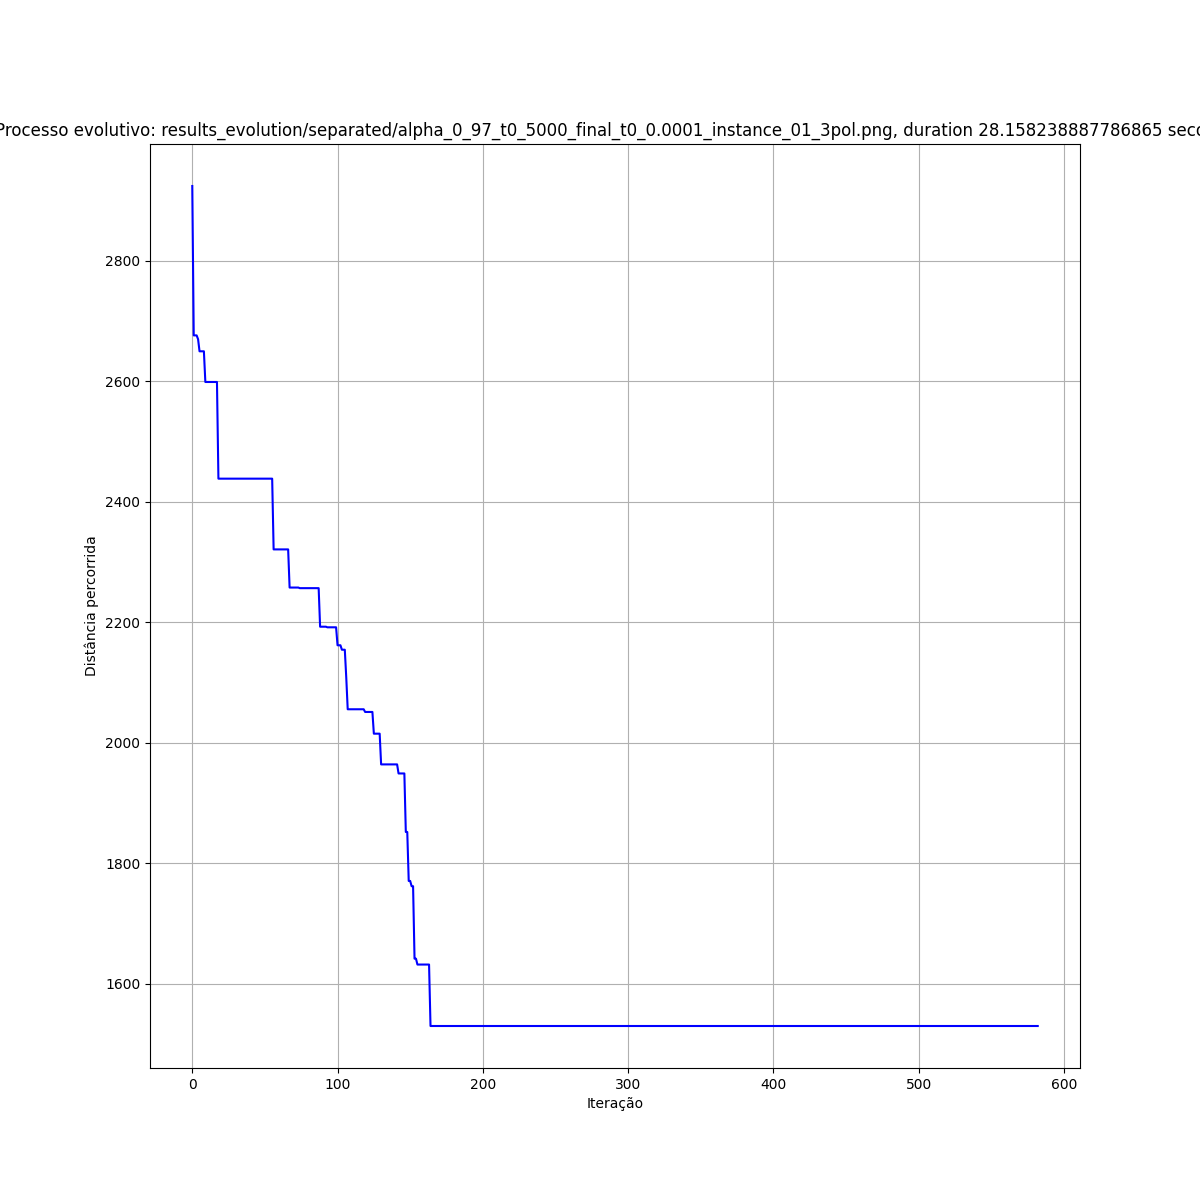 Processo evolutivo: results_evolution/separated/alpha_0_97_t0_5000_final_t0_0.0001_instance_01_3pol.png, duration 28.158238887786865 seco
2800
2600
2400
2200
2000
1800
1600
Distância percorrida
0 100 200 300 400 500 600
Iteração